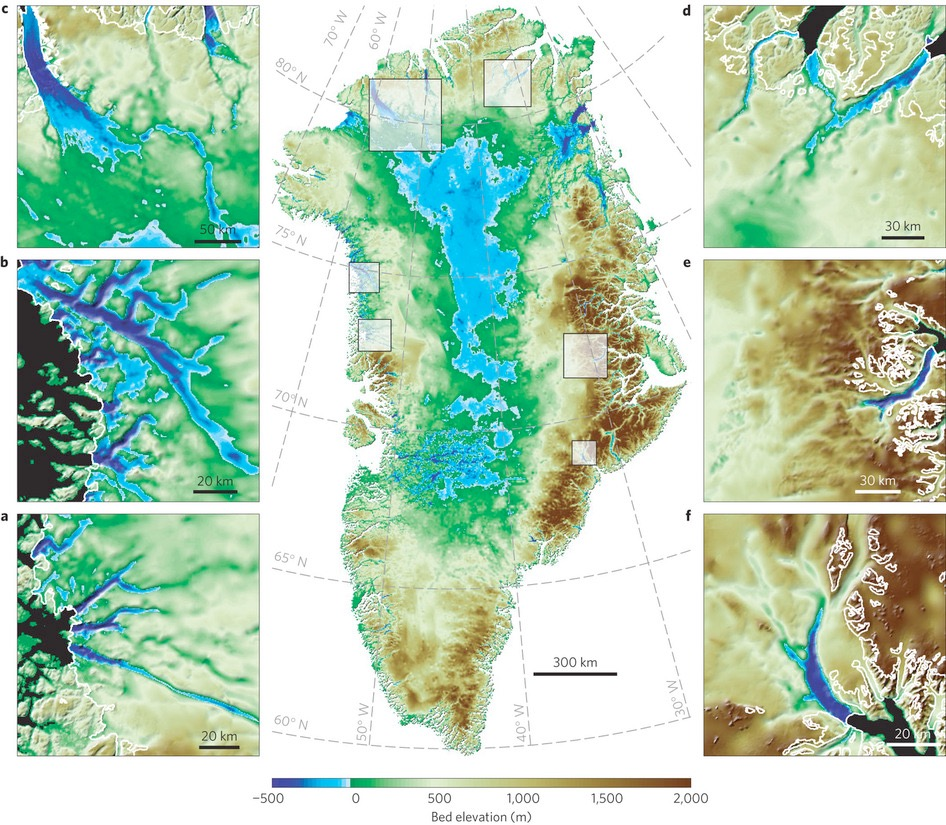 c
50 km
b
20 km
a
20 km
70° W
60° W
80° N
75° N
70° N
65° N
60° N
50° W
40° W
30° W
300 km
d
30 km
e
30 km
f
20 km
−500
0
500
1,000
1,500
2,000
Bed elevation (m)